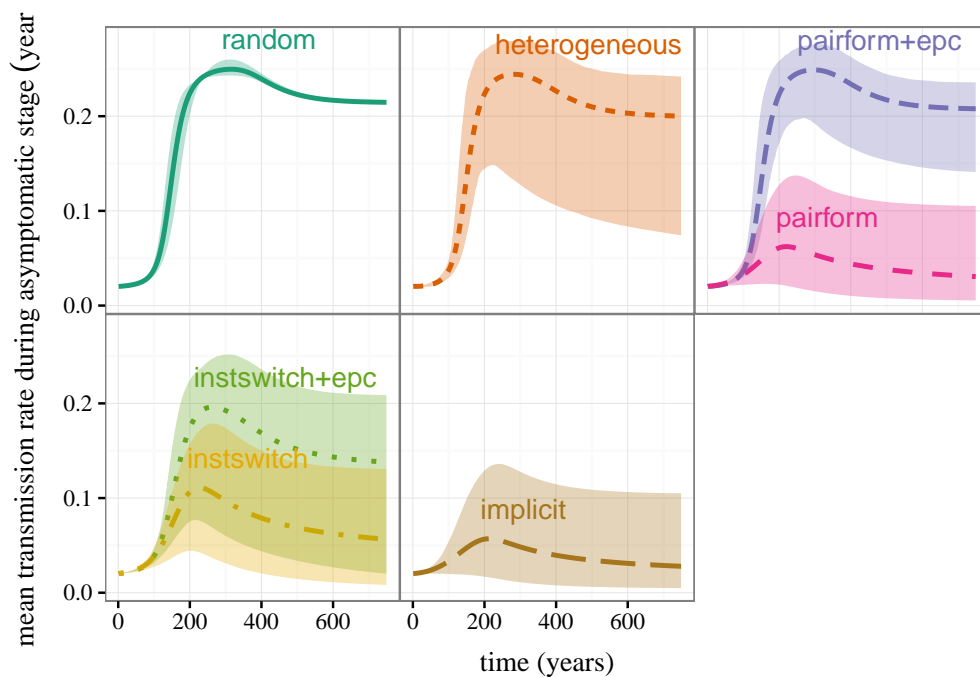 mean transmission rate during asymptomatic stage (year
random
heterogeneous
pairform+epc
pairform
0.2
0.1
0.0
instswitch+epc
instswitch
implicit
0.2
0.1
0.0
0 200 400 600
0 200 400 600
time (years)